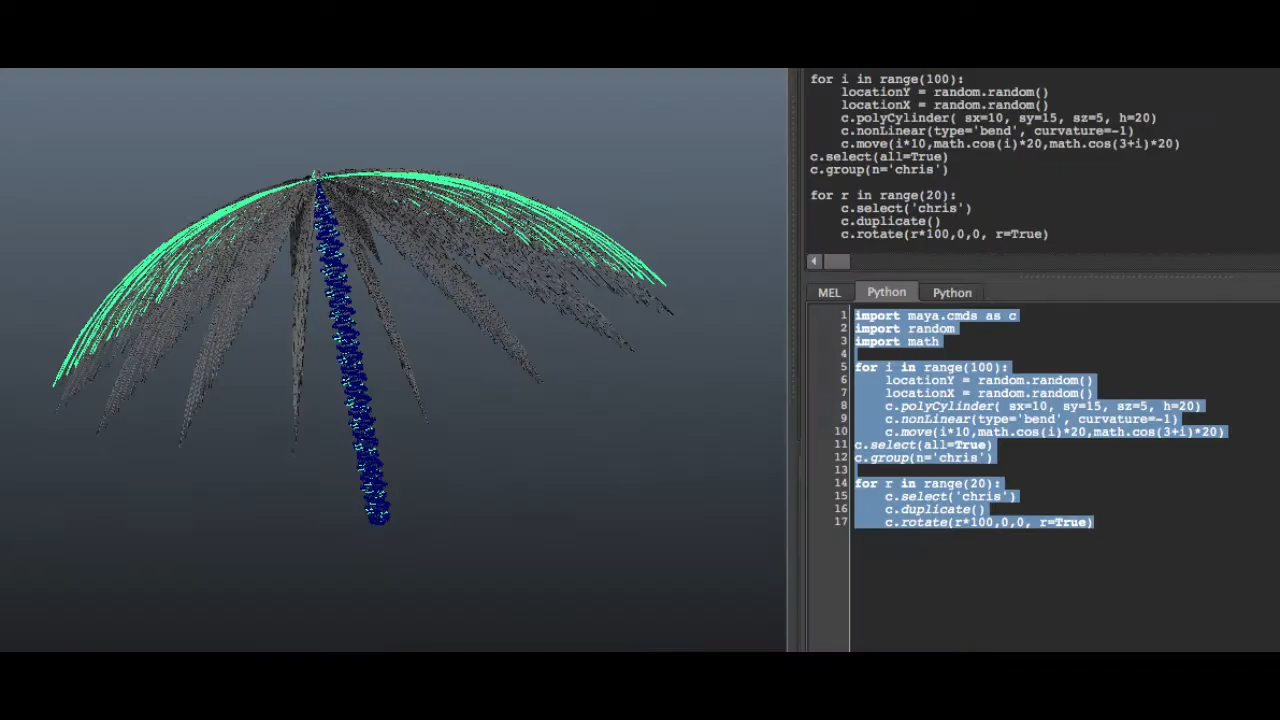 for i in range(100):
    locationY = random.random()
    locationX = random.random()
    c.polyCylinder( sx=10, sy=15, sz=5, h=20)
    c.nonLinear(type='bend', curvature=-1)
    c.move(i*10,math.cos(i)*20,math.cos(3+i)*20)
c.select(all=True)
c.group(n='chris')
for r in range(20):
    c.select('chris')
    c.duplicate()
    c.rotate(r*100,0,0, r=True)
MEL Python Python
1 import maya.cmds as c
2 import random
3 import math
4
5 for i in range(100):
6     locationY = random.random()
7     locationX = random.random()
8     c.polyCylinder( sx=10, sy=15, sz=5, h=20)
9     c.nonLinear(type='bend', curvature=-1)
10     c.move(i*10,math.cos(i)*20,math.cos(3+i)*20)
11 c.select(all=True)
12 c.group(n='chris')
13
14 for r in range(20):
15     c.select('chris')
16     c.duplicate()
17     c.rotate(r*100,0,0, r=True)